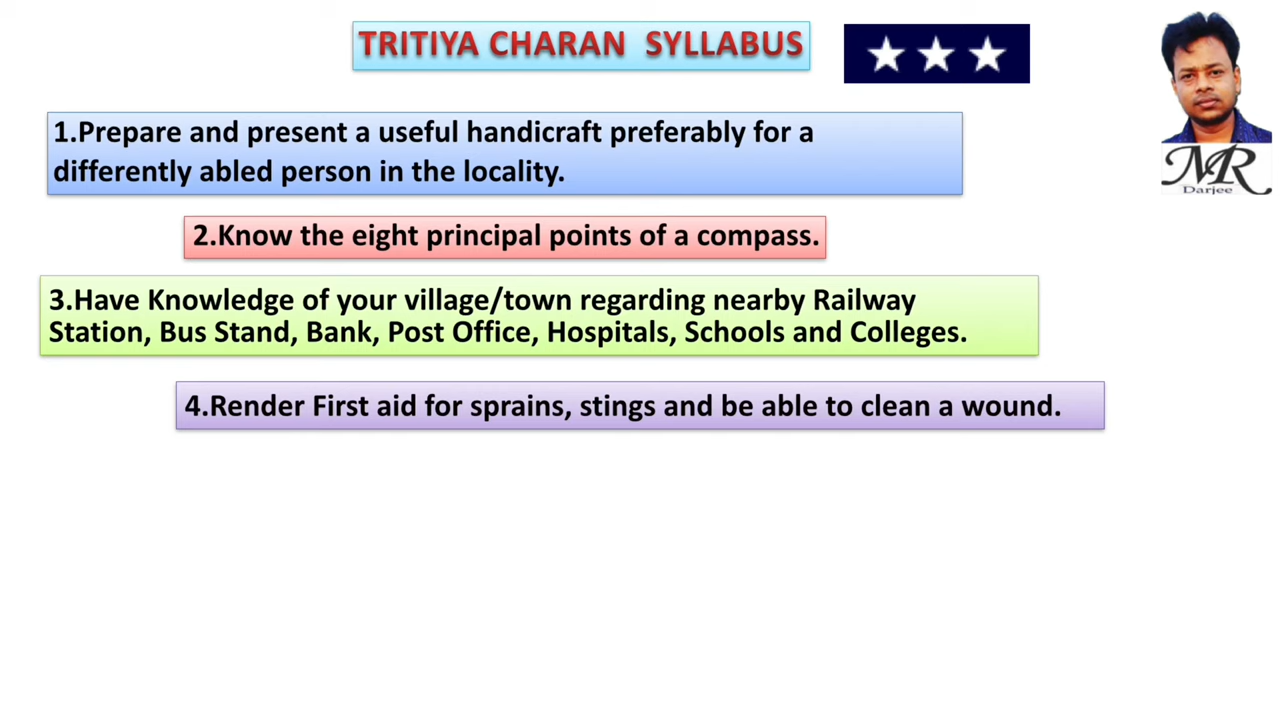 TRITIYA CHARAN SYLLABUS
1.Prepare and present a useful handicraft preferably for a
differently abled person in the locality.
2.Know the eight principal points of a compass.
3.Have Knowledge of your village/town regarding nearby Railway
Station, Bus Stand, Bank, Post Office, Hospitals, Schools and Colleges.
4.Render First aid for sprains, stings and be able to clean a wound.
MR
Darjee